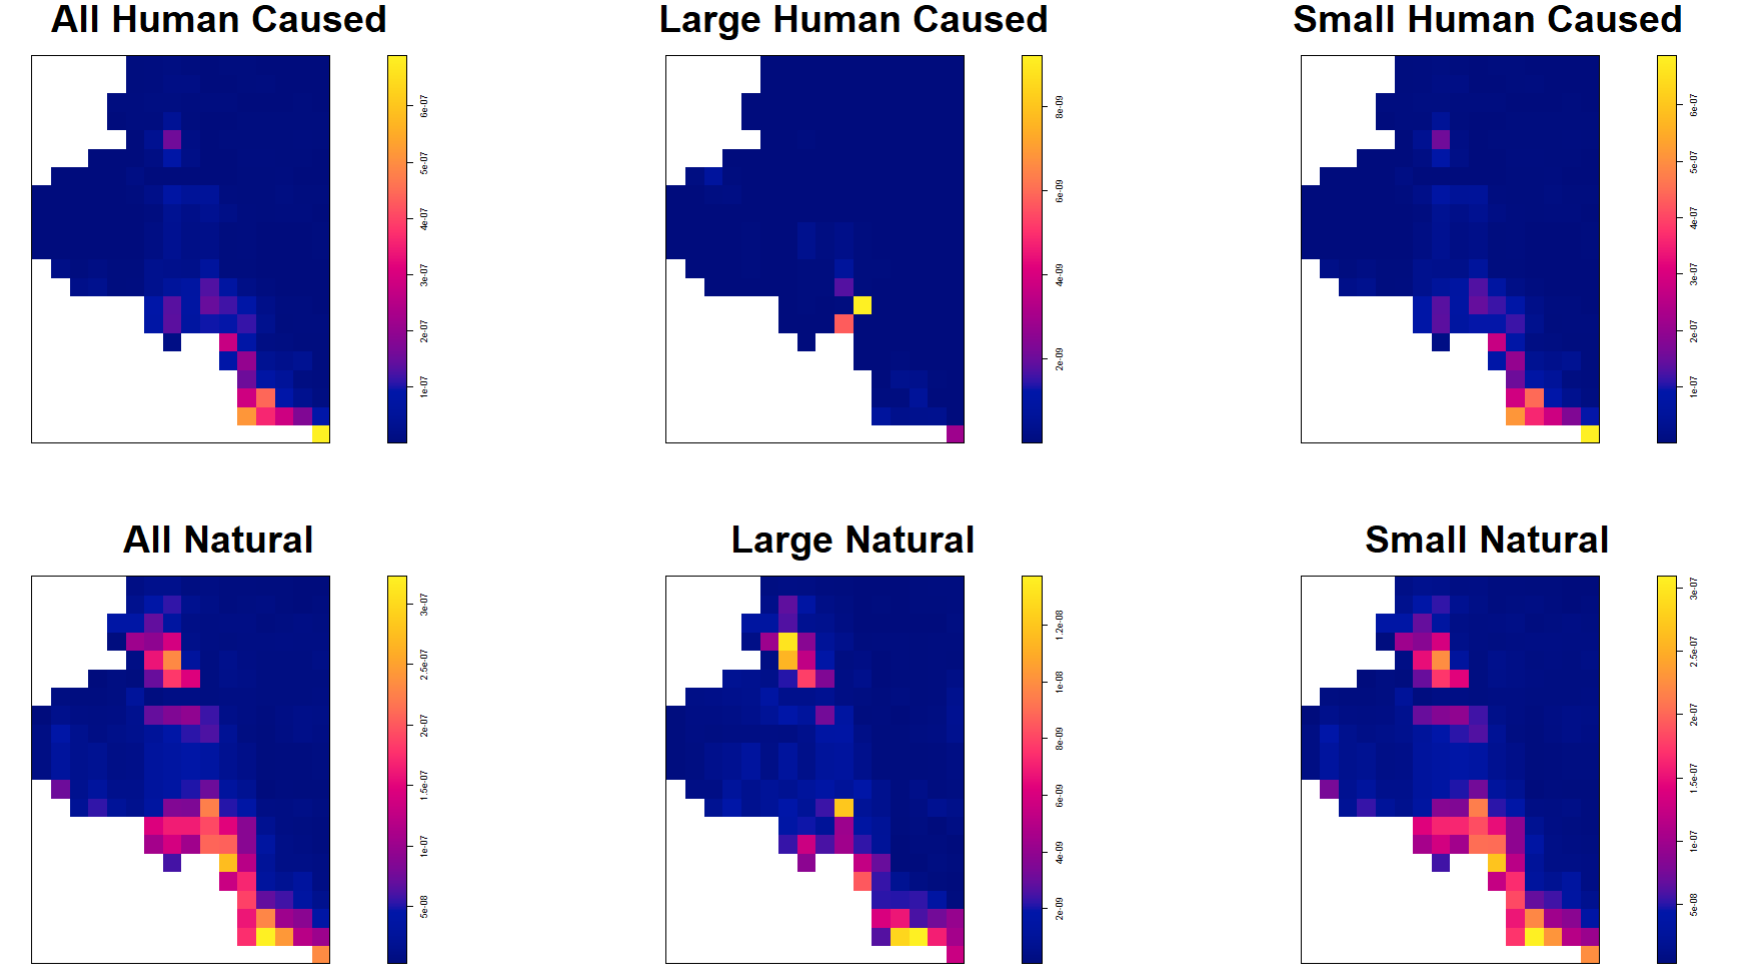 All Human Caused
Large Human Caused
Small Human Caused
6e-07
5e-07
4e-07
3e-07
2e-07
1e-07
8e-09
6e-09
4e-09
2e-09
6e-07
5e-07
4e-07
3e-07
2e-07
1e-07
All Natural
Large Natural
Small Natural
3e-07
2.5e-07
2e-07
1.5e-07
1e-07
5e-08
1.2e-08
1e-08
8e-09
6e-09
4e-09
2e-09
3e-07
2.5e-07
2e-07
1.5e-07
1e-07
5e-08